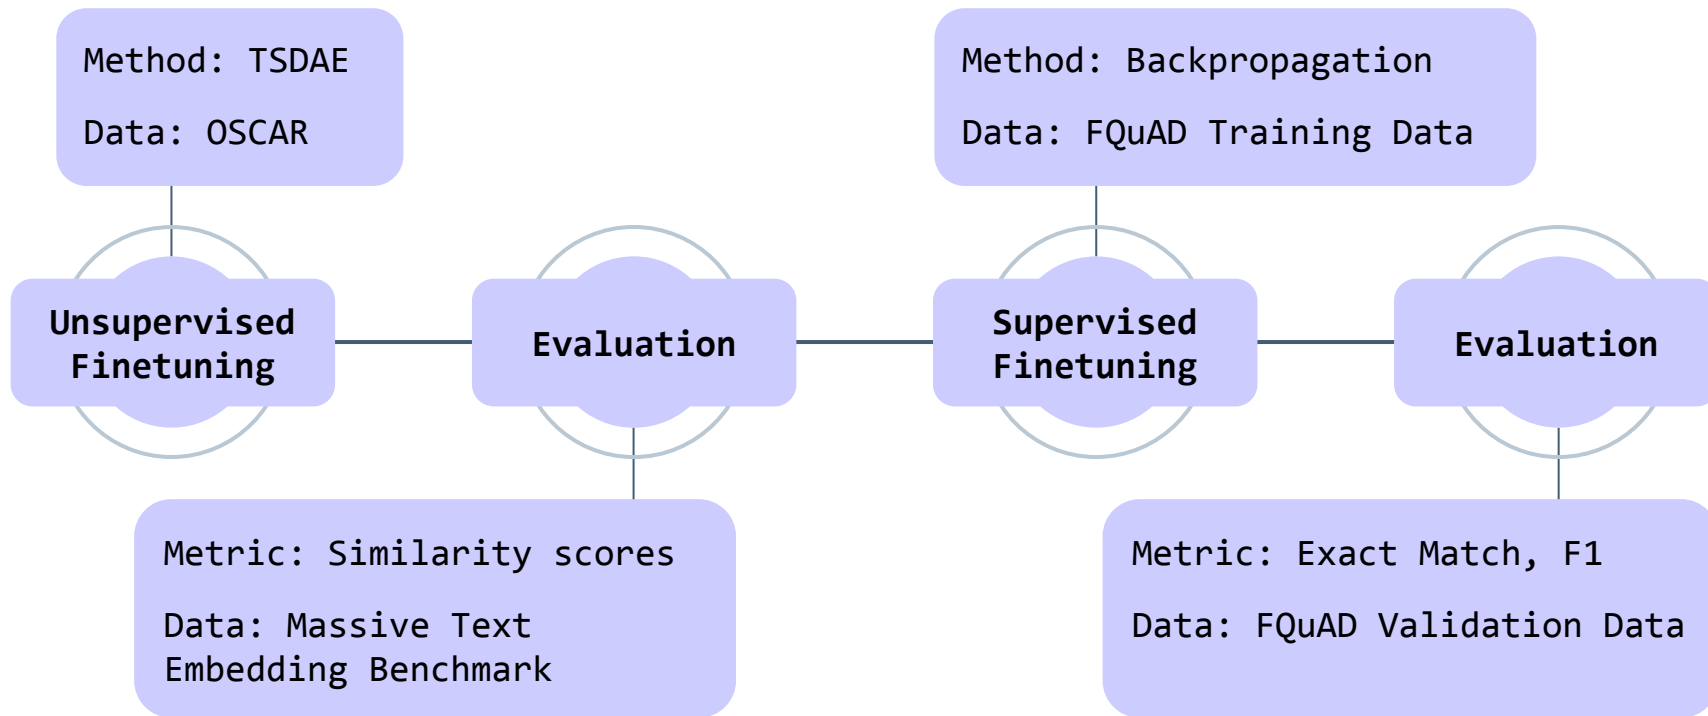 Method: TSDAE
Data: OSCAR
Method: Backpropagation
Data: FQuAD Training Data
Unsupervised
Finetuning
Evaluation
Supervised
Finetuning
Evaluation
Metric: Similarity scores
Data: Massive Text
Embedding Benchmark
Metric: Exact Match, F1
Data: FQuAD Validation Data